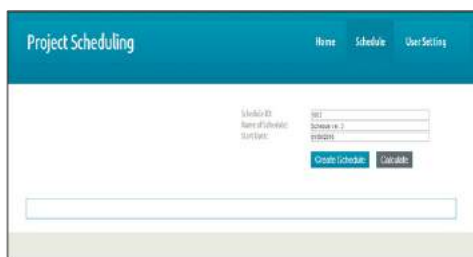 Project Scheduling
Home Schedule User Setting
Schedule ID:
Name of Schedule:
Start Date:
Create Schedule Calculate